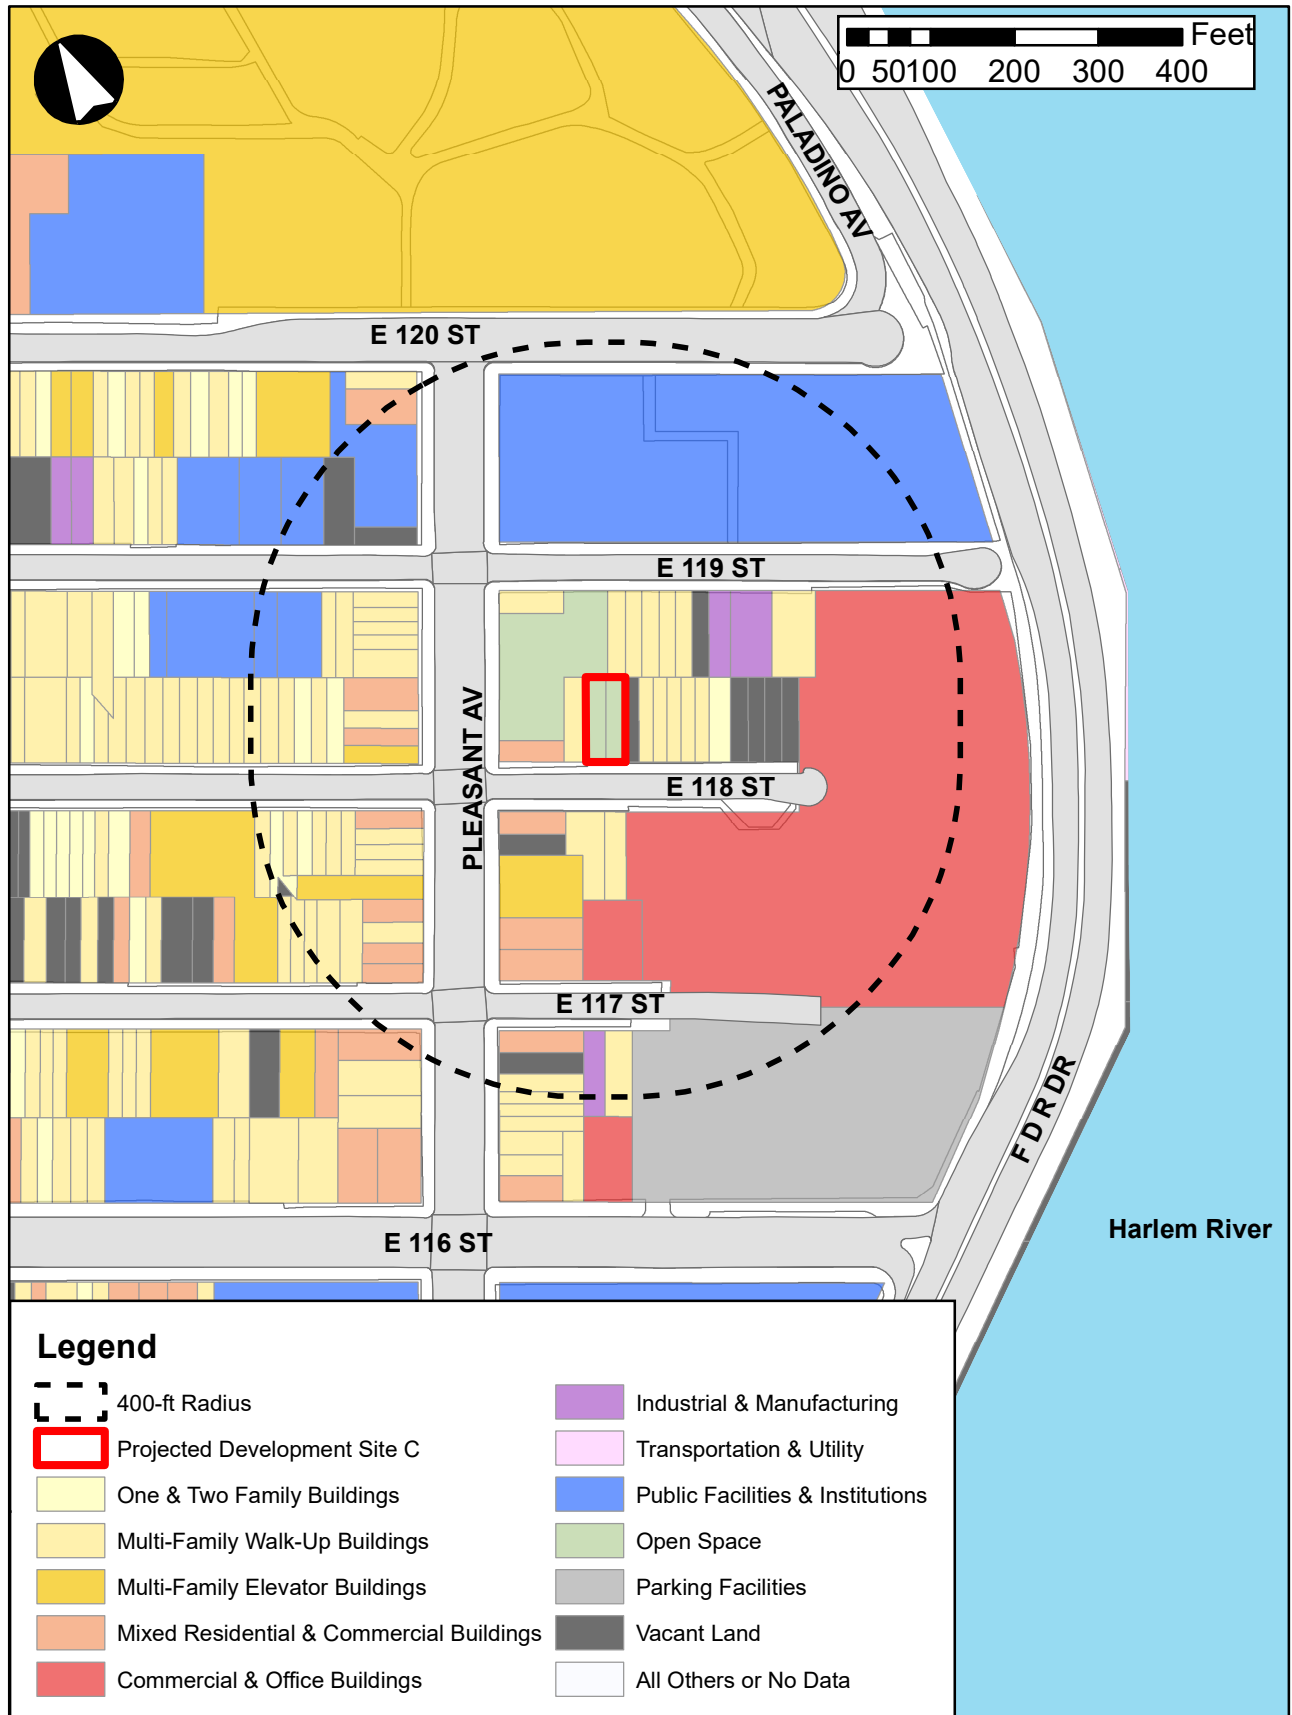 Feet
0 50 100 200 300 400
PALADINO AV
E 120 ST
E 119 ST
PLEASANT AV
E 118 ST
E 117 ST
F D R DR
Harlem River
E 116 ST
Legend
400-ft Radius
Projected Development Site C
One & Two Family Buildings
Multi-Family Walk-Up Buildings
Multi-Family Elevator Buildings
Mixed Residential & Commercial Buildings
Commercial & Office Buildings
Industrial & Manufacturing
Transportation & Utility
Public Facilities & Institutions
Open Space
Parking Facilities
Vacant Land
All Others or No Data